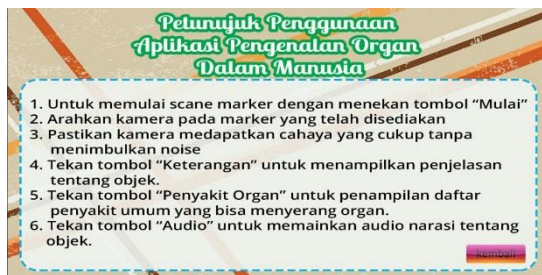 Petunujuk Penggunaan
Aplikasi Pengenalan Organ
Dalam Manusia
1. Untuk memulai scane marker dengan menekan tombol “Mulai”
2. Arahkan kamera pada marker yang telah disediakan
3. Pastikan kamera medapatkan cahaya yang cukup tanpa
menimbulkan noise
4. Tekan tombol “Keterangan” untuk menampilkan penjelasan
tentang objek.
5. Tekan tombol “Penyakit Organ” untuk penampilan daftar
penyakit umum yang bisa menyerang organ.
6. Tekan tombol “Audio” untuk memainkan audio narasi tentang
objek.
kembali